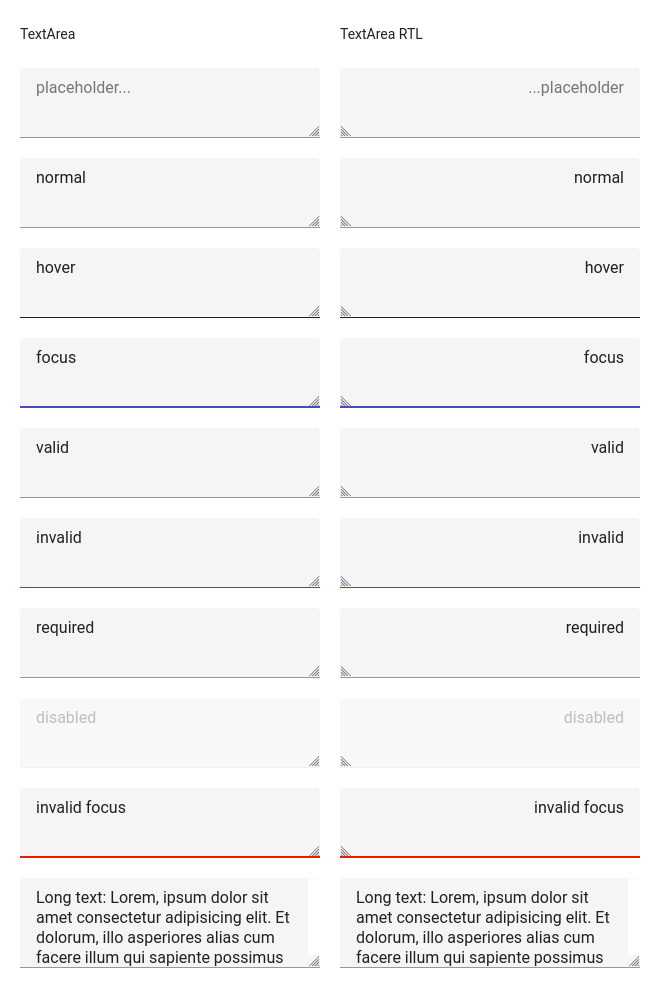 TextArea
TextArea RTL
placeholder...
...placeholder
normal
normal
hover
hover
focus
focus
valid
valid
invalid
invalid
required
required
disabled
disabled
invalid focus
invalid focus
Long text: Lorem, ipsum dolor sit
amet consectetur adipisicing elit. Et
dolorum, illo asperiores alias cum
facere illum qui sapiente possimus
Long text: Lorem, ipsum dolor sit
amet consectetur adipisicing elit. Et
dolorum, illo asperiores alias cum
facere illum qui sapiente possimus